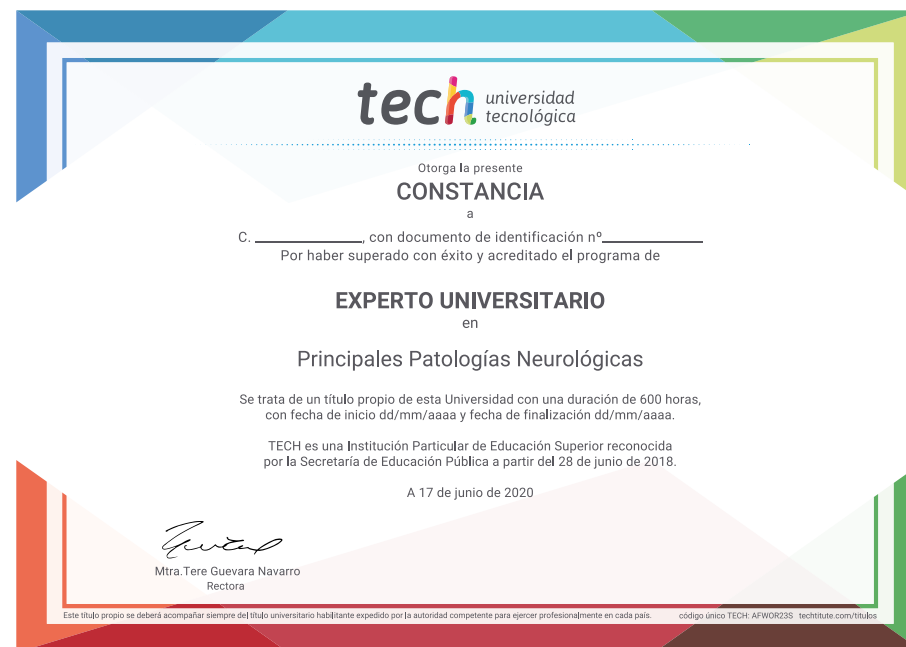 tech universidad
tecnológica
Otorga la presente
CONSTANCIA
a
C. ______________, con documento de identificación nº_____________
Por haber superado con éxito y acreditado el programa de
EXPERTO UNIVERSITARIO
en
Principales Patologías Neurológicas
Se trata de un título propio de esta Universidad con una duración de 600 horas,
con fecha de inicio dd/mm/aaaa y fecha de finalización dd/mm/aaaa.
TECH es una Institución Particular de Educación Superior reconocida
por la Secretaría de Educación Pública a partir del 28 de junio de 2018.
A 17 de junio de 2020
Mtra.Tere Guevara Navarro
Rectora
Este título propio se deberá acompañar siempre del título universitario habilitante expedido por la autoridad competente para ejercer profesionalmente en cada país. código único TECH: AFWOR23S techtitute.com/titulos